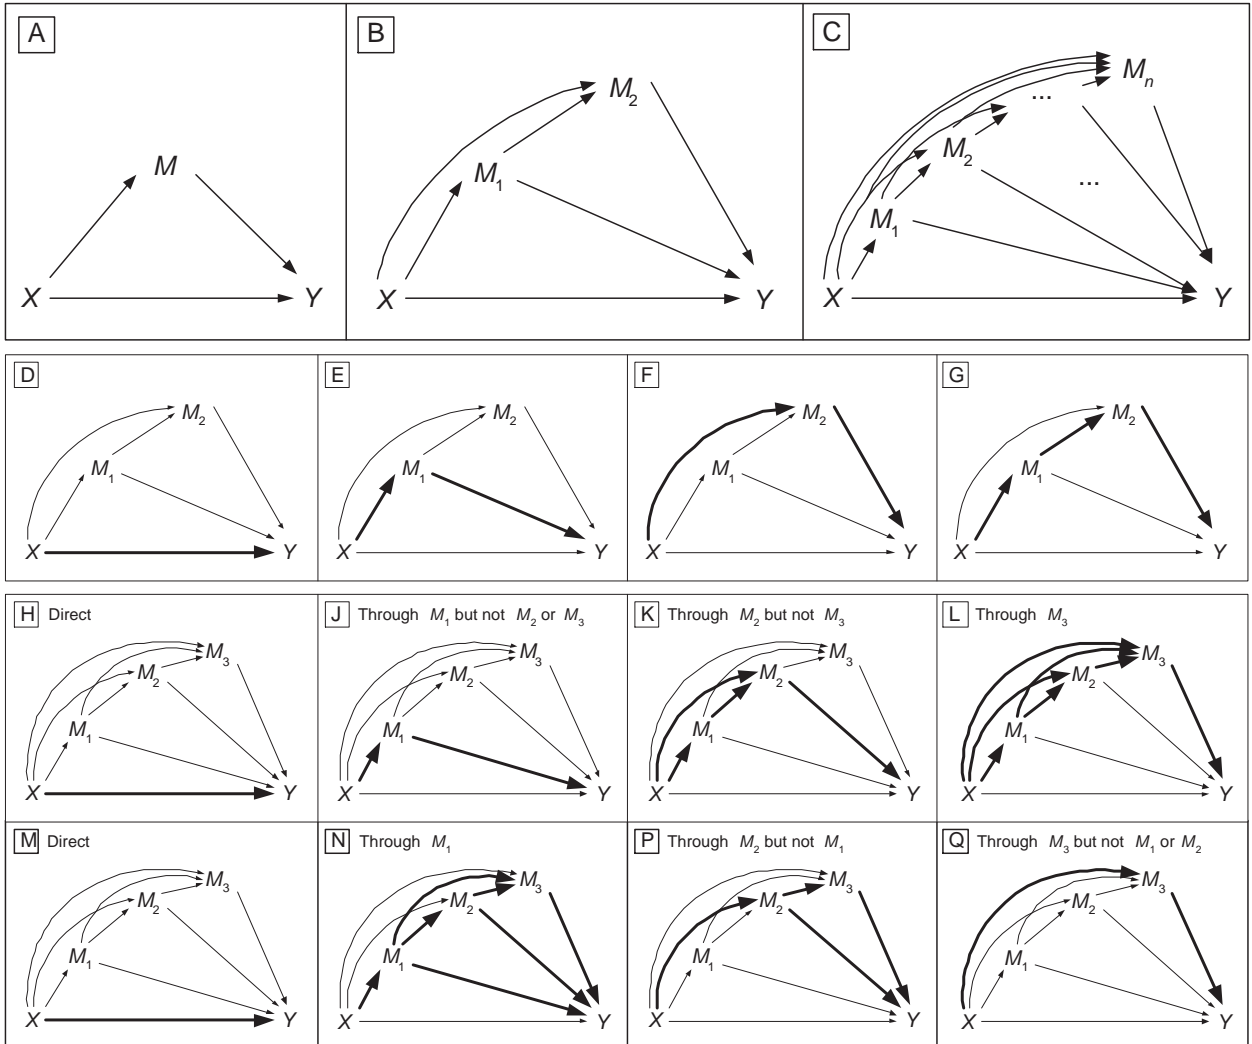 A B C
M
X Y
M2
M1
X Y
Mn
...
M2
...
M1
X Y
D E F G
M2 M2 M2 M2
M1 M1 M1 M1
X Y X Y X Y X Y
H Direct J Through M1 but not M2 or M3 K Through M2 but not M3 L Through M3
M3 M3 M3 M3
M2 M2 M2 M2
M1 M1 M1 M1
X Y X Y X Y X Y
M Direct N Through M1 P Through M2 but not M1 Q Through M3 but not M1 or M2
M3 M3 M3 M3
M2 M2 M2 M2
M1 M1 M1 M1
X Y X Y X Y X Y